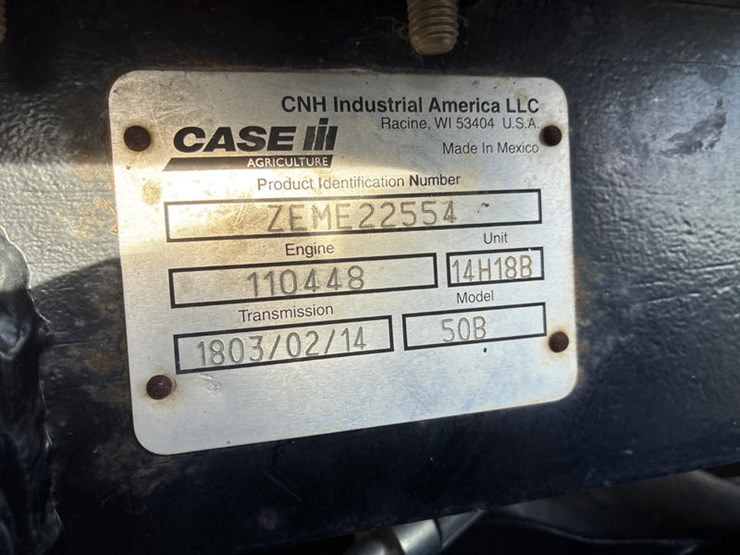 CNH Industrial America LLC
Racine, WI 53404 U.S.A.
CASE IH
AGRICULTURE
Made In Mexico
Product Identification Number
ZEME22554
Engine
Unit
110448
14H18B
Transmission
Model
1803/02/14
50B